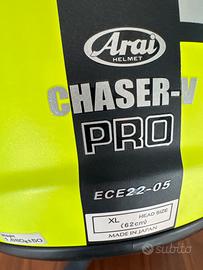 Arai
HELMET
CHASER-V
PRO
ECE22-05
XL HEAD SIZE
(62cm)
MADE IN JAPAN
subito